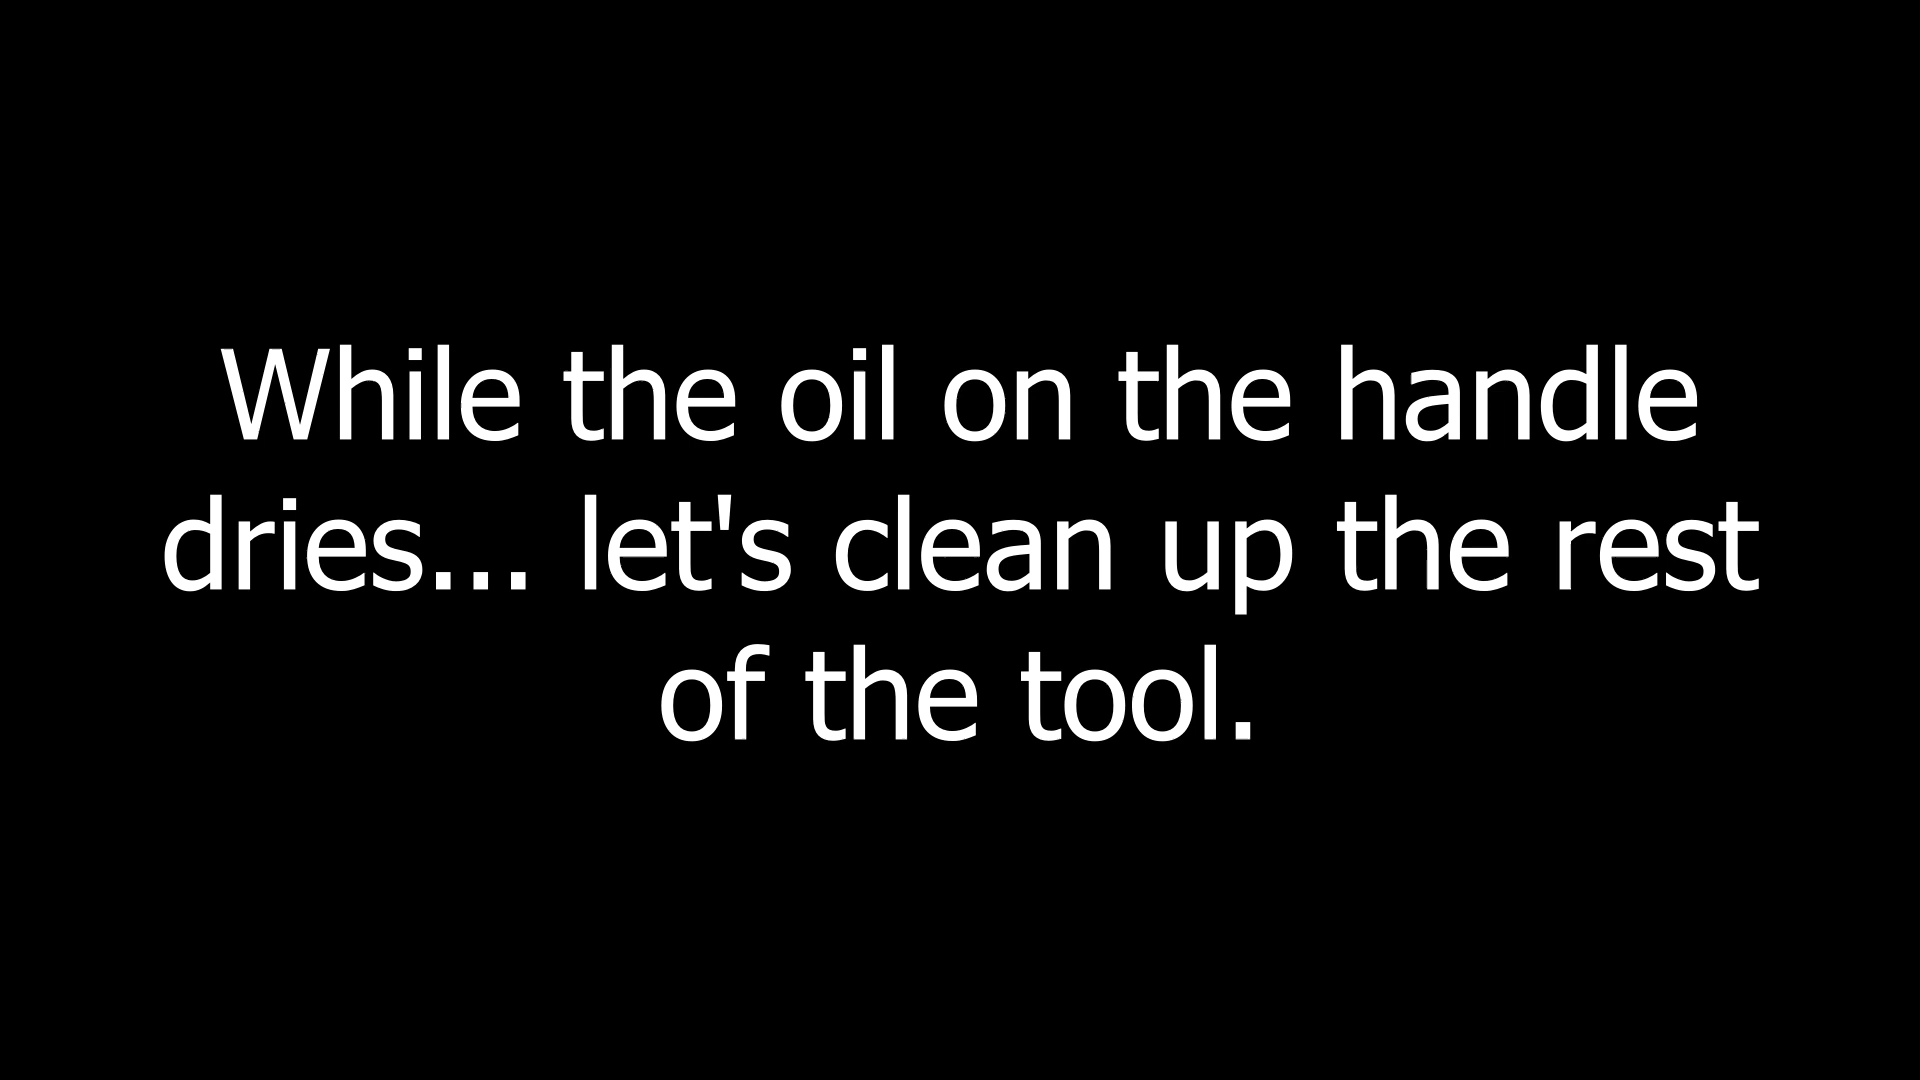 While the oil on the handle
dries... let's clean up the rest
of the tool.